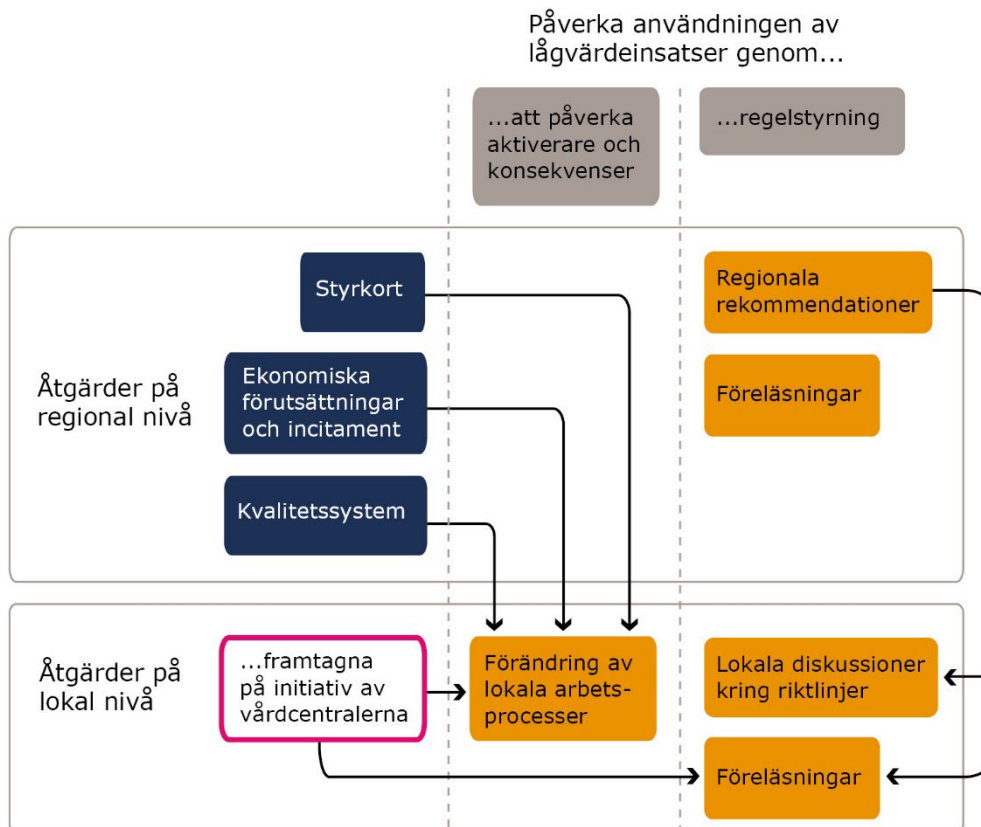 Påverka användningen av
lågvärdeinsatser genom...
...att påverka
aktiverare och
konsekvenser
...regelstyrning
Åtgärder på
regional nivå
Styrkort
Ekonomiska
förutsättningar
och incitament
Kvalitetssystem
Regionala
rekommendationer
Föreläsningar
Åtgärder på
lokal nivå
...framtagna
på initiativ av
vårdcentralerna
Förändring av
lokala arbets-
processer
Lokala diskussioner
kring riktlinjer
Föreläsningar